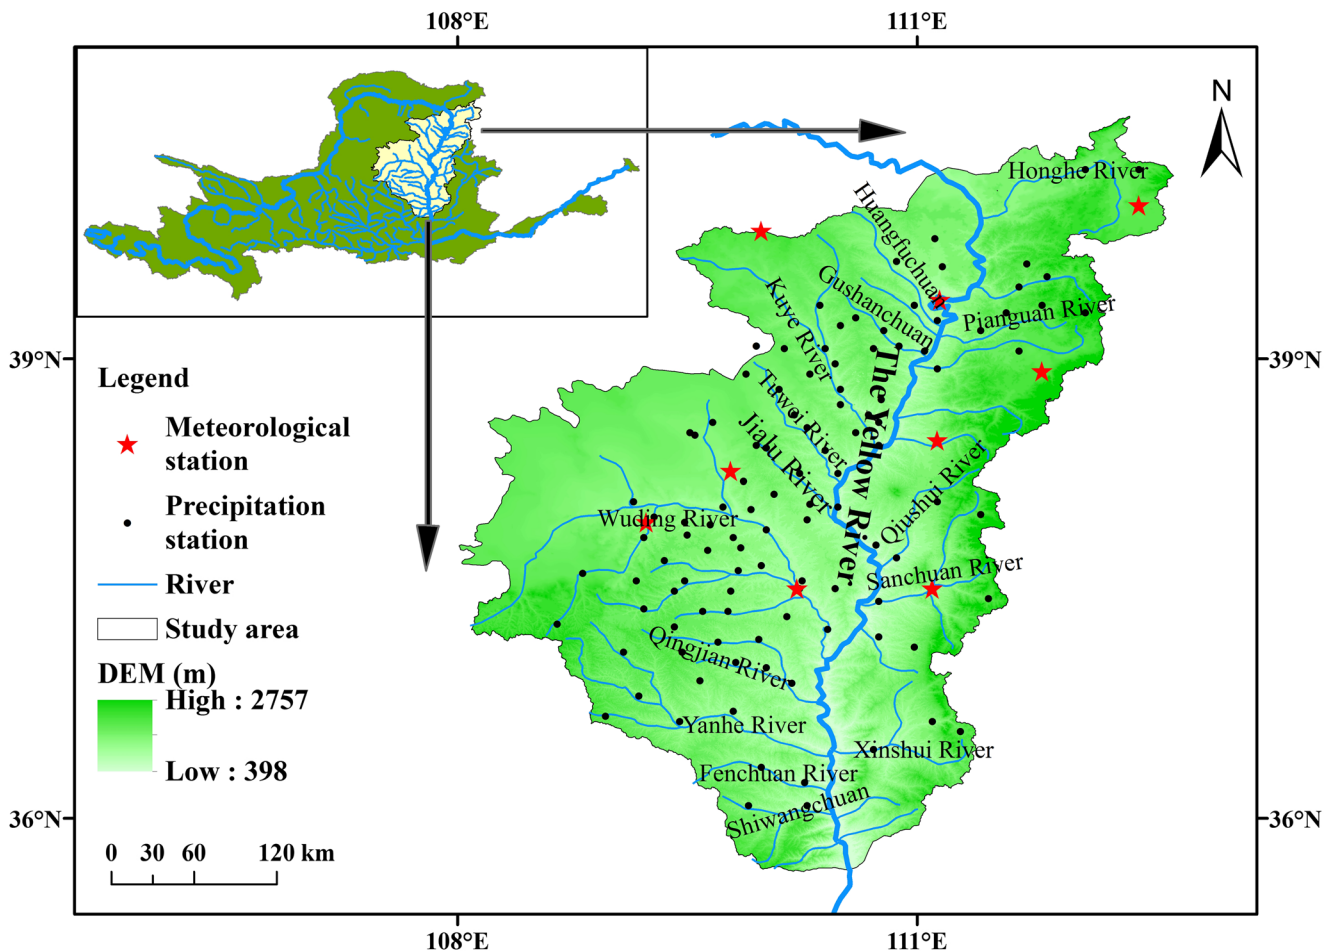 108°E
111°E
N
Honghe River
Huangfuchuan
Gushanchuan
Kuye River
Pianguan River
39°N
39°N
The Yellow River
Tuwei River
Jialu River
Qiushui River
Wuding River
Sanchuan River
Qingjian River
Yanhe River
Xinshui River
Fenchuan River
Shiwangchuan
Legend
Meteorological
station
Precipitation
station
River
Study area
DEM (m)
High : 2757
Low : 398
36°N
36°N
0 30 60 120 km
108°E
111°E